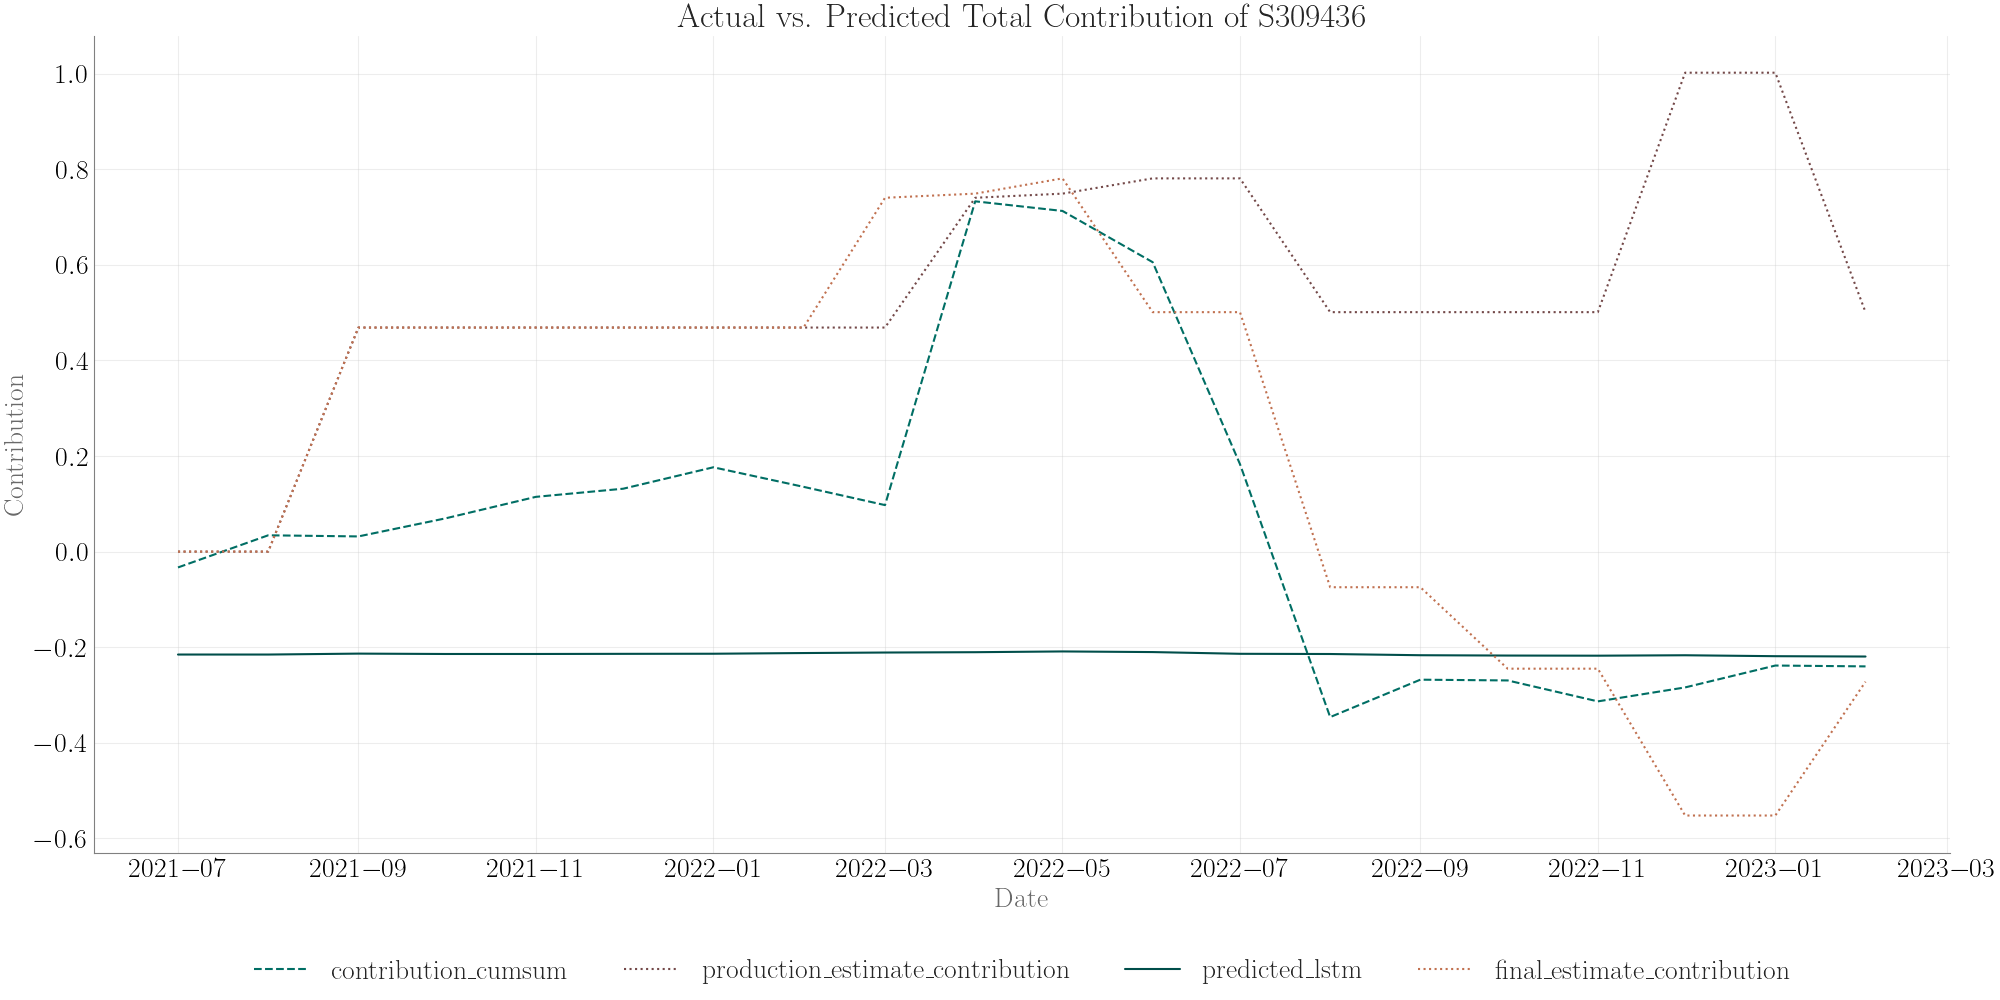 Actual vs. Predicted Total Contribution of S309436
1.0
0.8
0.6
0.4
0.2
0.0
−0.2
−0.4
−0.6
Contribution
2021−07 2021−09 2021−11 2022−01 2022−03 2022−05 2022−07 2022−09 2022−11 2023−01 2023−03
Date
contribution_cumsum production_estimate_contribution predicted_lstm final_estimate_contribution